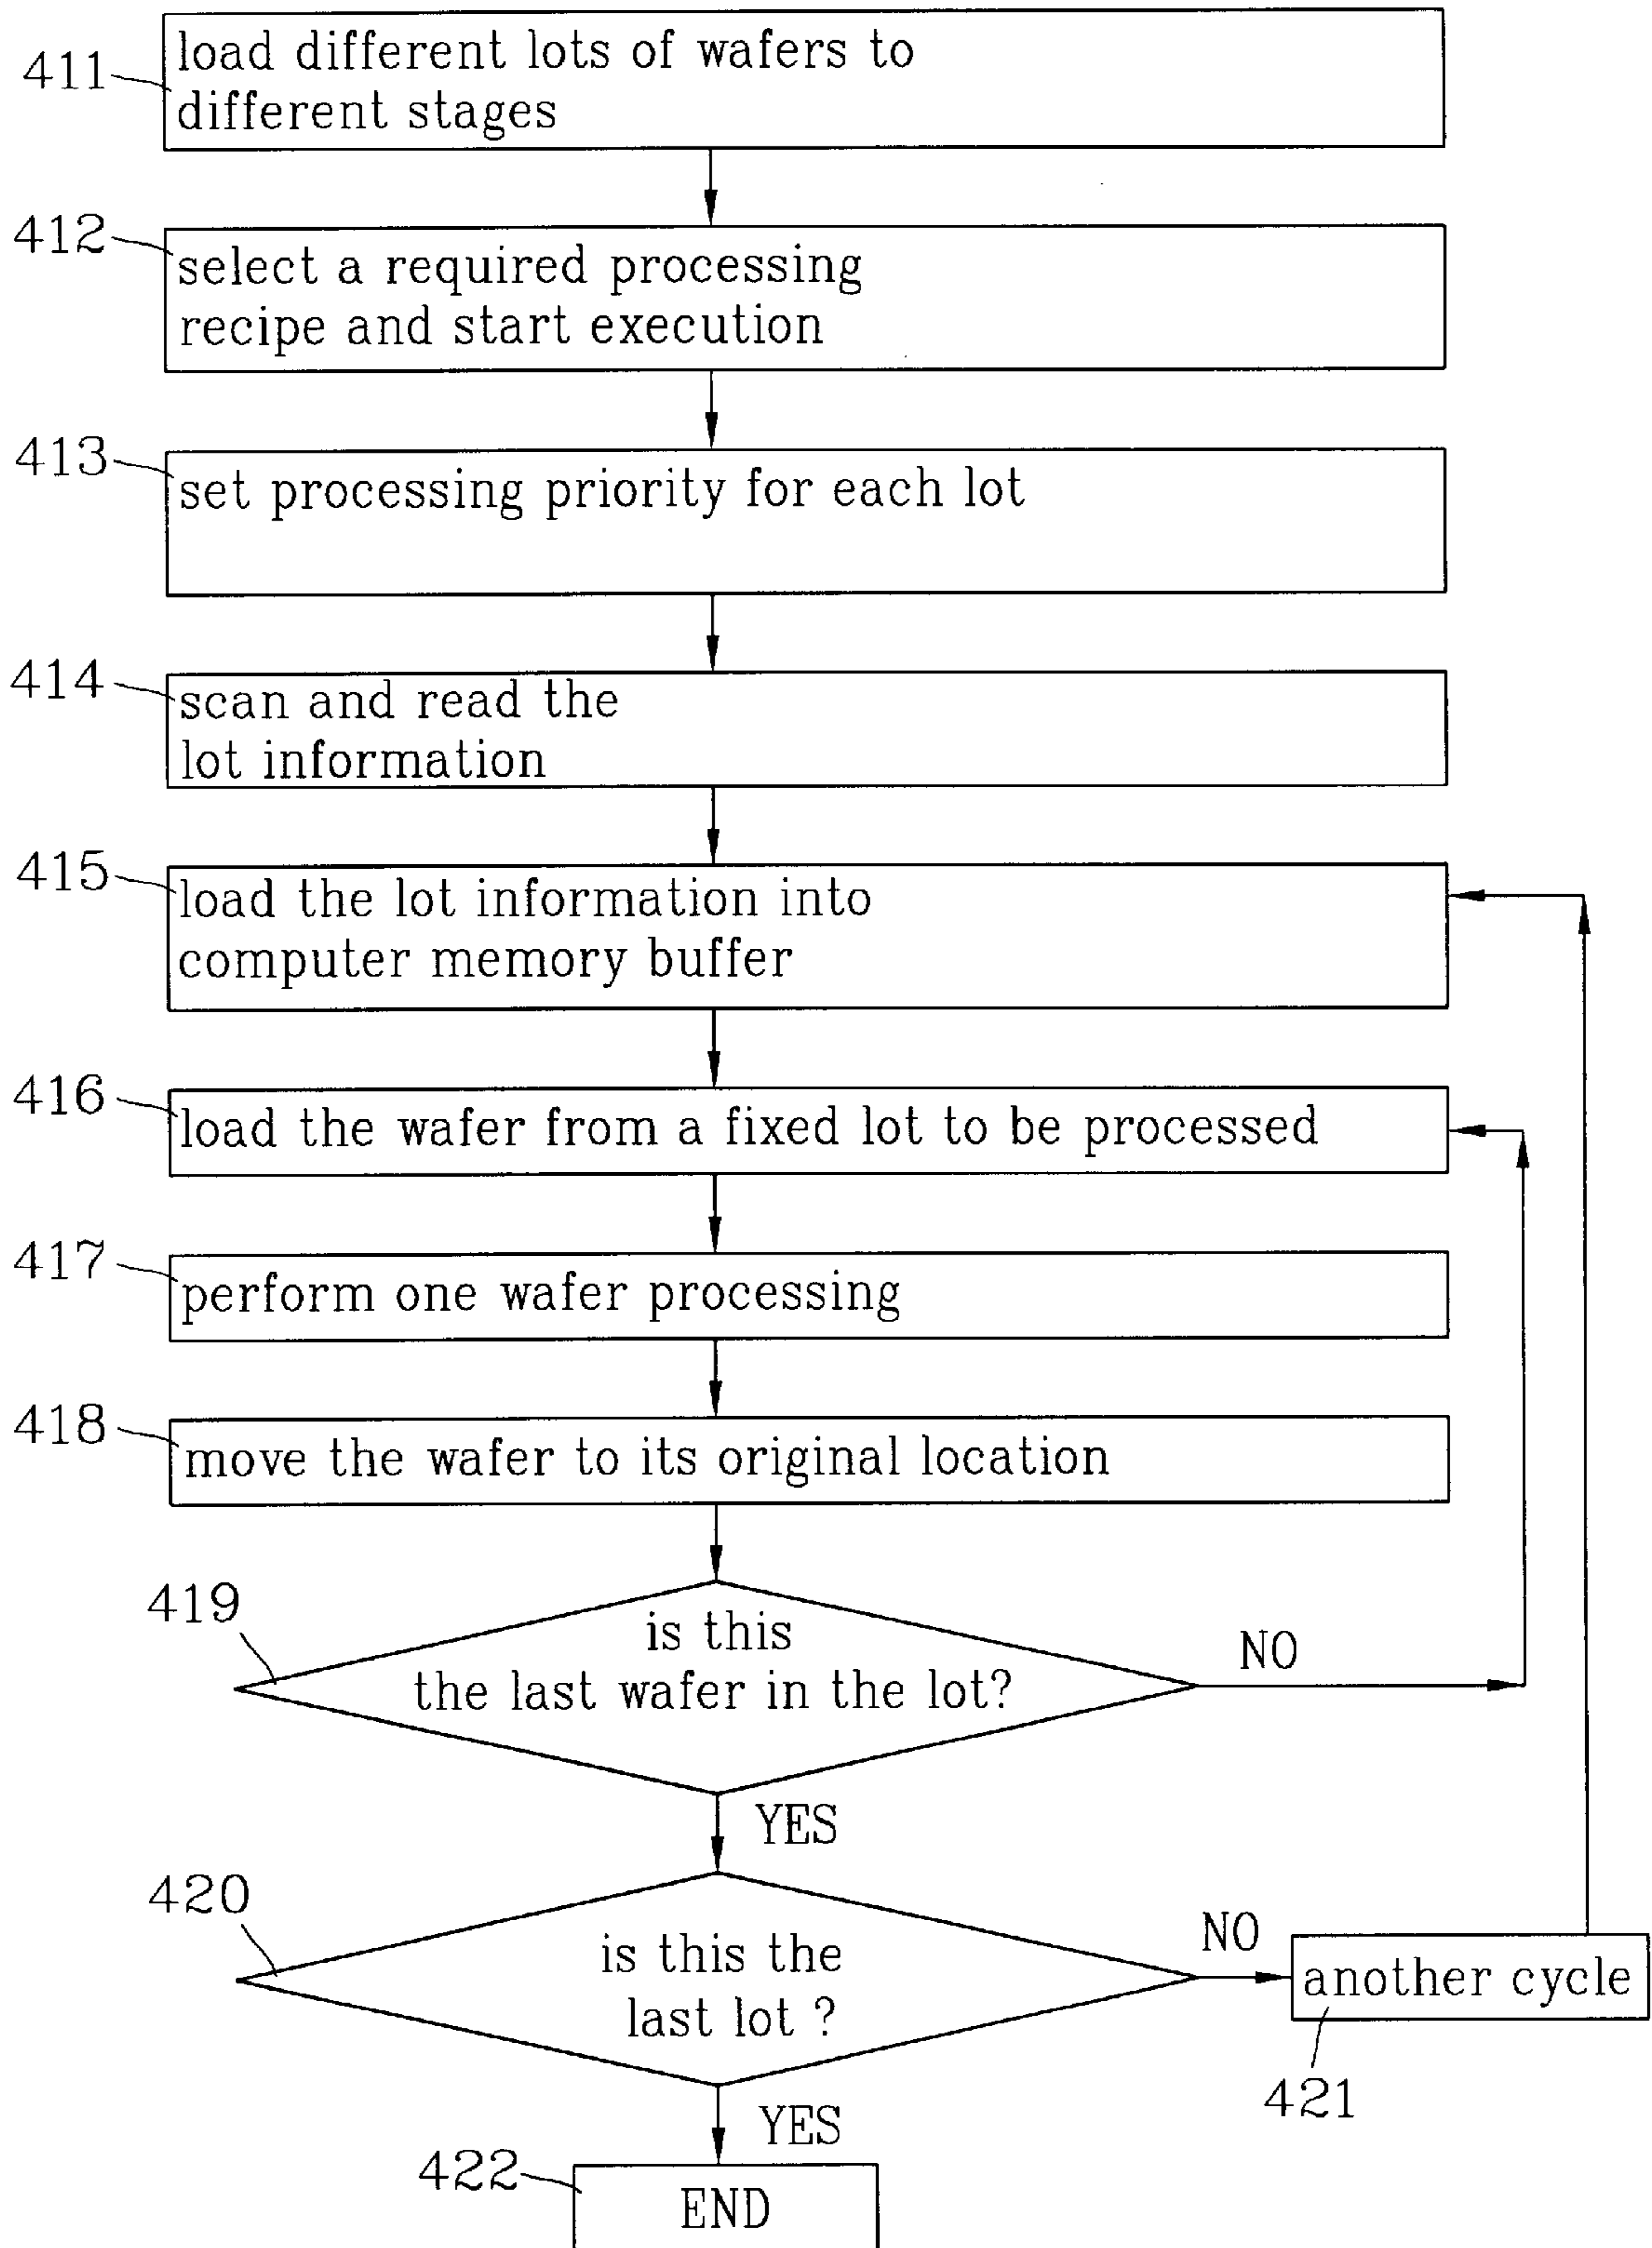 411
load different lots of wafers to
different stages
412
select a required processing
recipe and start execution
413
set processing priority for each lot
414
scan and read the
lot information
415
load the lot information into
computer memory buffer
416
load the wafer from a fixed lot to be processed
417
perform one wafer processing
418
move the wafer to its original location
419
is this
the last wafer in the lot?
NO
YES
420
is this the
last lot ?
NO
another cycle
421
YES
422
END